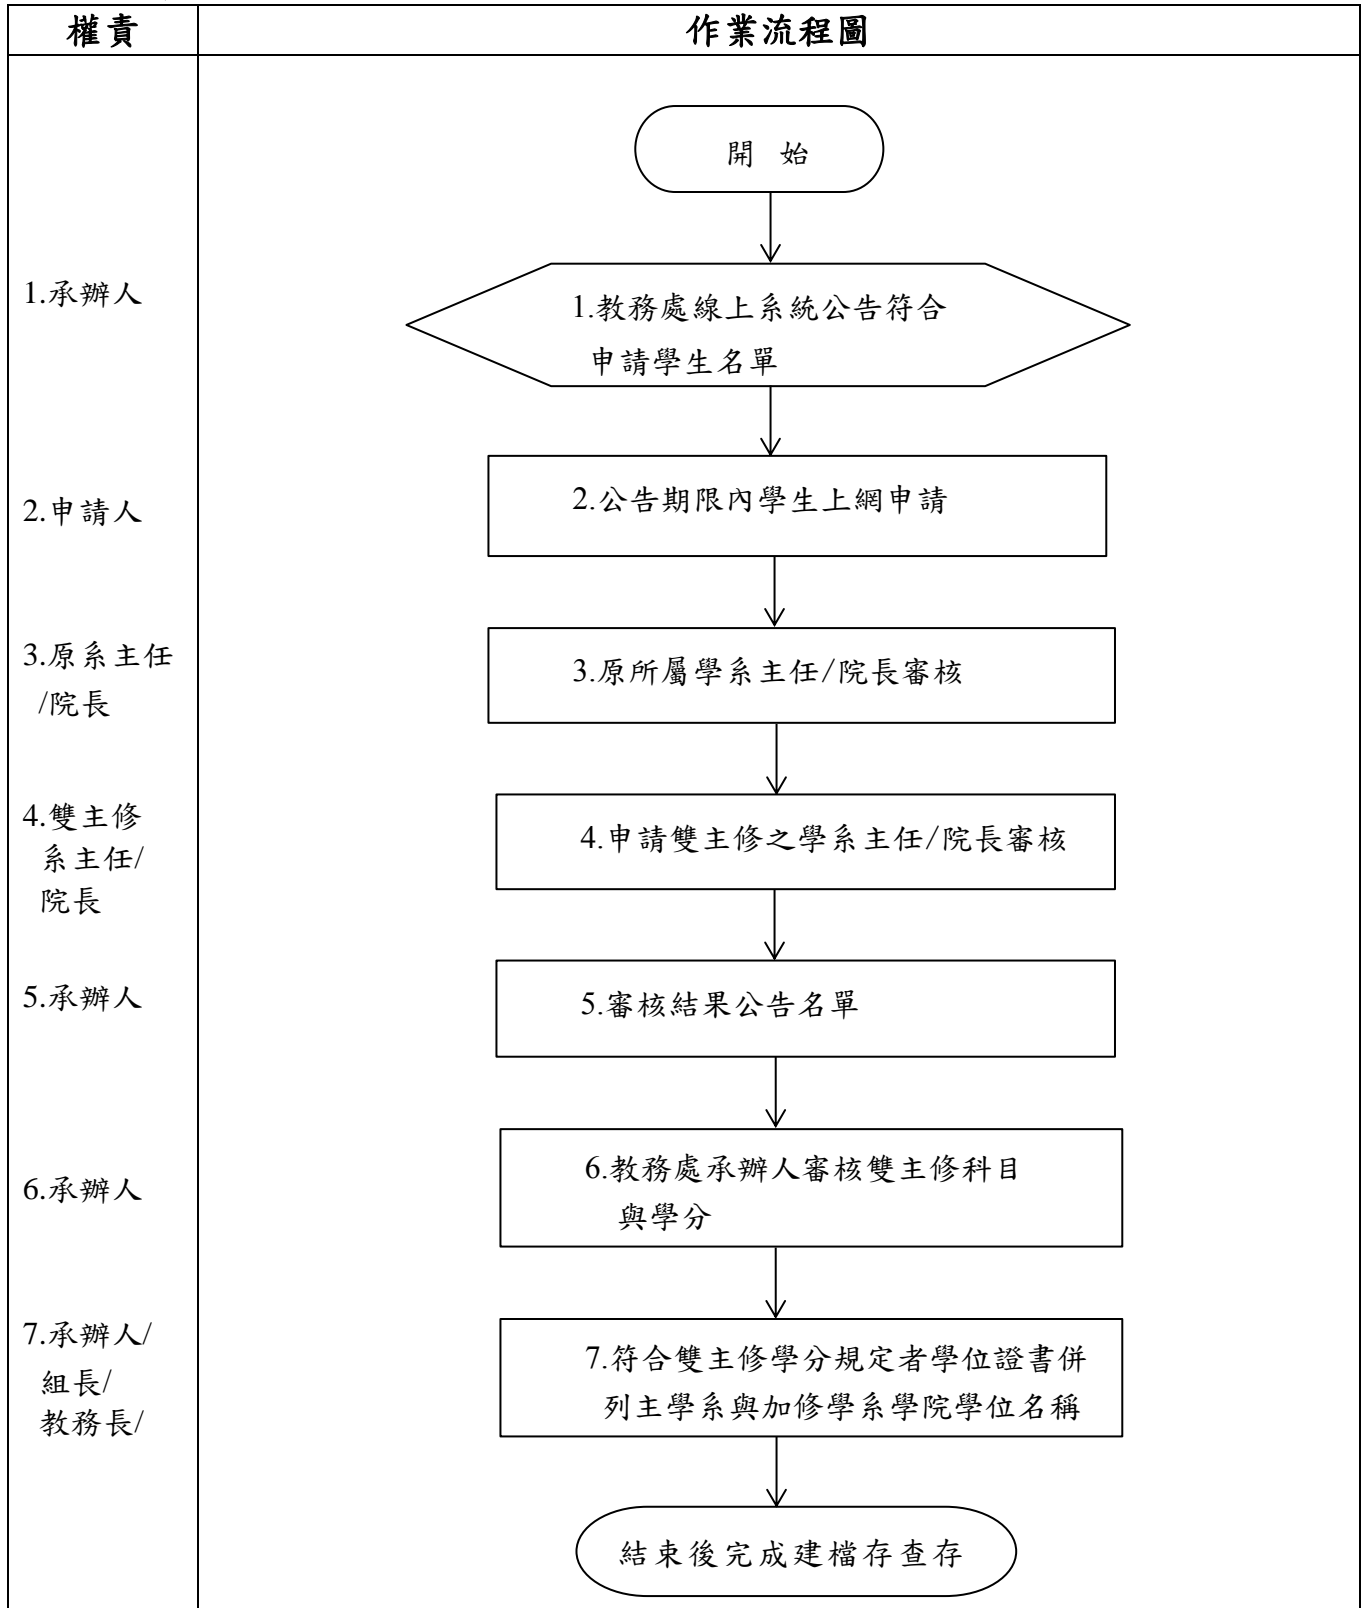 權責
作業流程圖
開 始
1.承辦人
1.教務處線上系統公告符合
申請學生名單
2.申請人
2.公告期限內學生上網申請
3.原系主任
/院長
3.原所屬學系主任/院長審核
4.雙主修
系主任/
院長
4.申請雙主修之學系主任/院長審核
5.承辦人
5.審核結果公告名單
6.承辦人
6.教務處承辦人審核雙主修科目
與學分
7.承辦人/
組長/
教務長/
7.符合雙主修學分規定者學位證書併
列主學系與加修學系學院學位名稱
結束後完成建檔存查存